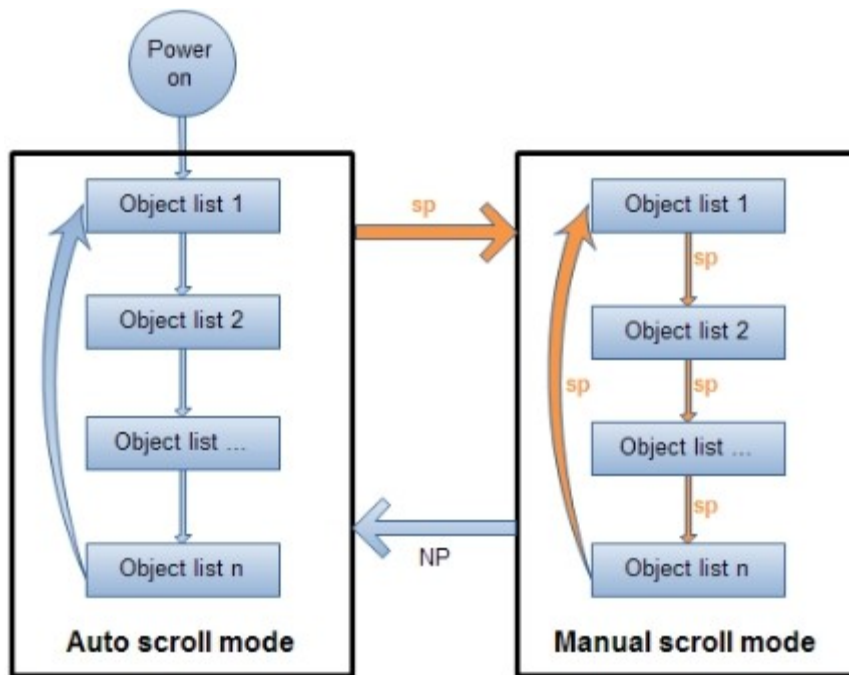 Power
on
Object list 1
Object list 2
Object list ...
Object list n
Auto scroll mode
sp
NP
Object list 1
sp
Object list 2
sp
sp
Object list ...
sp
Object list n
Manual scroll mode